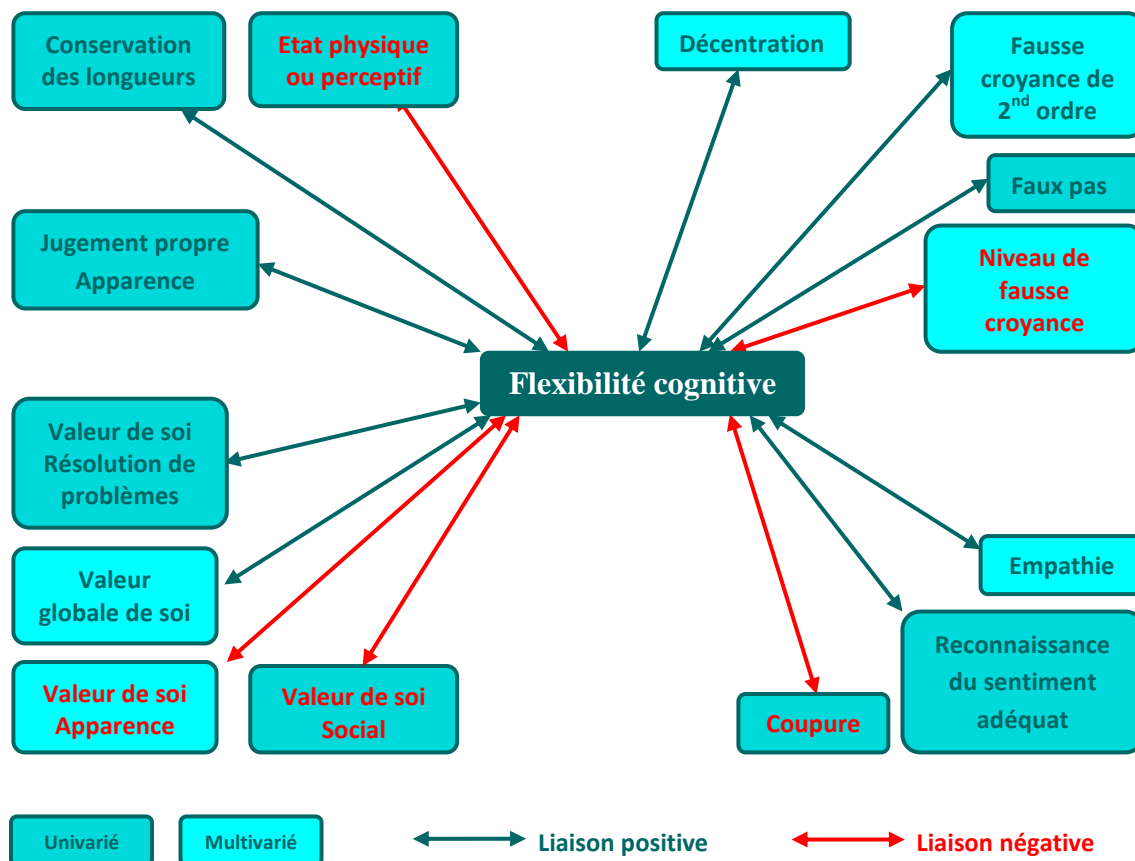 Conservation
des longueurs
Etat physique
ou perceptif
Décentration
Fausse
croyance de
2nd ordre
Faux pas
Jugement propre
Apparence
Niveau de
fausse
croyance
Flexibilité cognitive
Valeur de soi
Résolution de
problèmes
Valeur
globale de soi
Empathie
Reconnaissance
du sentiment
adéquat
Valeur de soi
Apparence
Valeur de soi
Social
Coupure
Univarié
Multivarié
Liaison positive
Liaison négative